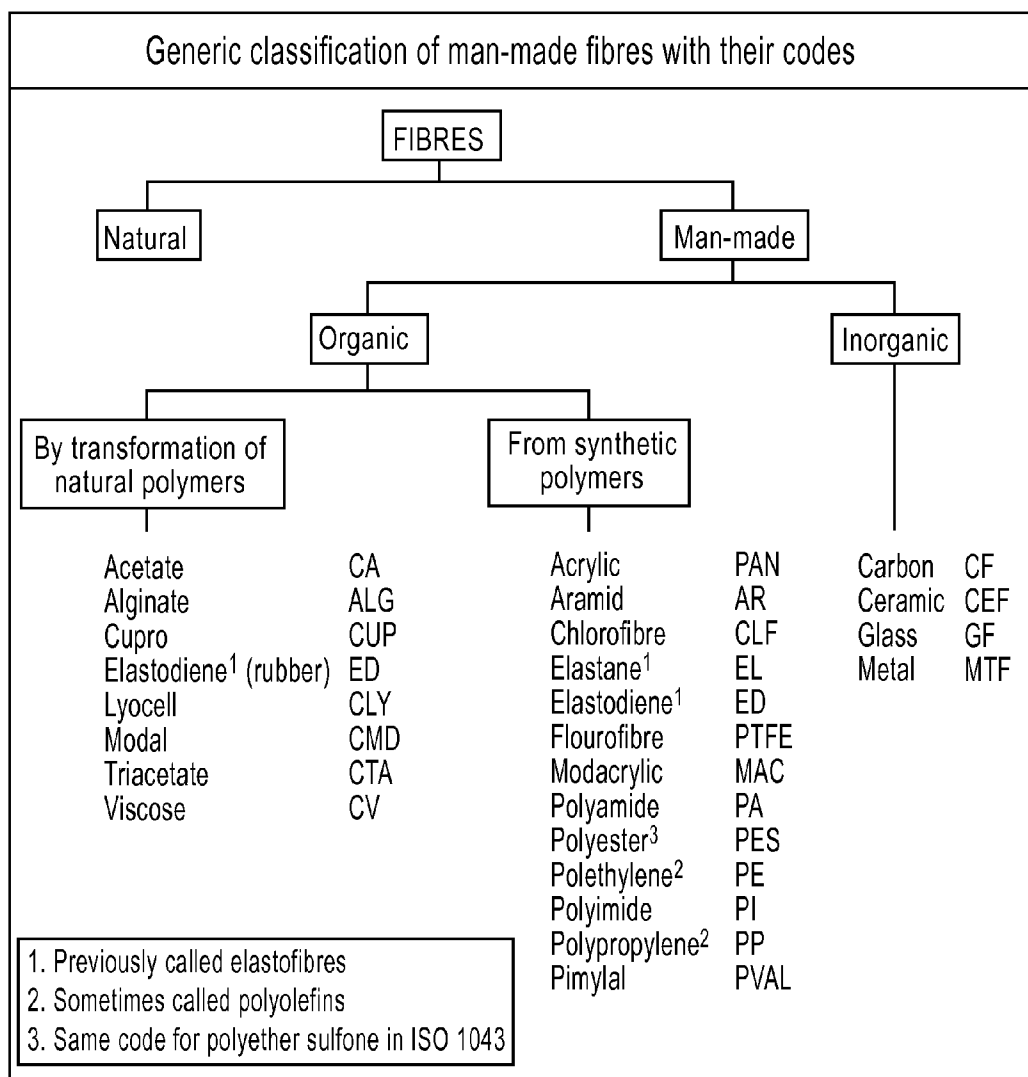 Generic classification of man-made fibres with their codes
FIBRES
Natural
Man-made
Organic
Inorganic
By transformation of
natural polymers
From synthetic
polymers
Acetate CA
Alginate ALG
Cupro CUP
Elastodiene¹ (rubber) ED
Lyocell CLY
Modal CMD
Triacetate CTA
Viscose CV
Acrylic PAN
Aramid AR
Chlorofibre CLF
Elastane¹ EL
Elastodiene¹ ED
Flourofibre PTFE
Modacrylic MAC
Polyamide PA
Polyester³ PES
Polethylene² PE
Polyimide PI
Polypropylene² PP
Pimylal PVAL
Carbon CF
Ceramic CEF
Glass GF
Metal MTF
1. Previously called elastofibres
2. Sometimes called polyolefins
3. Same code for polyether sulfone in ISO 1043